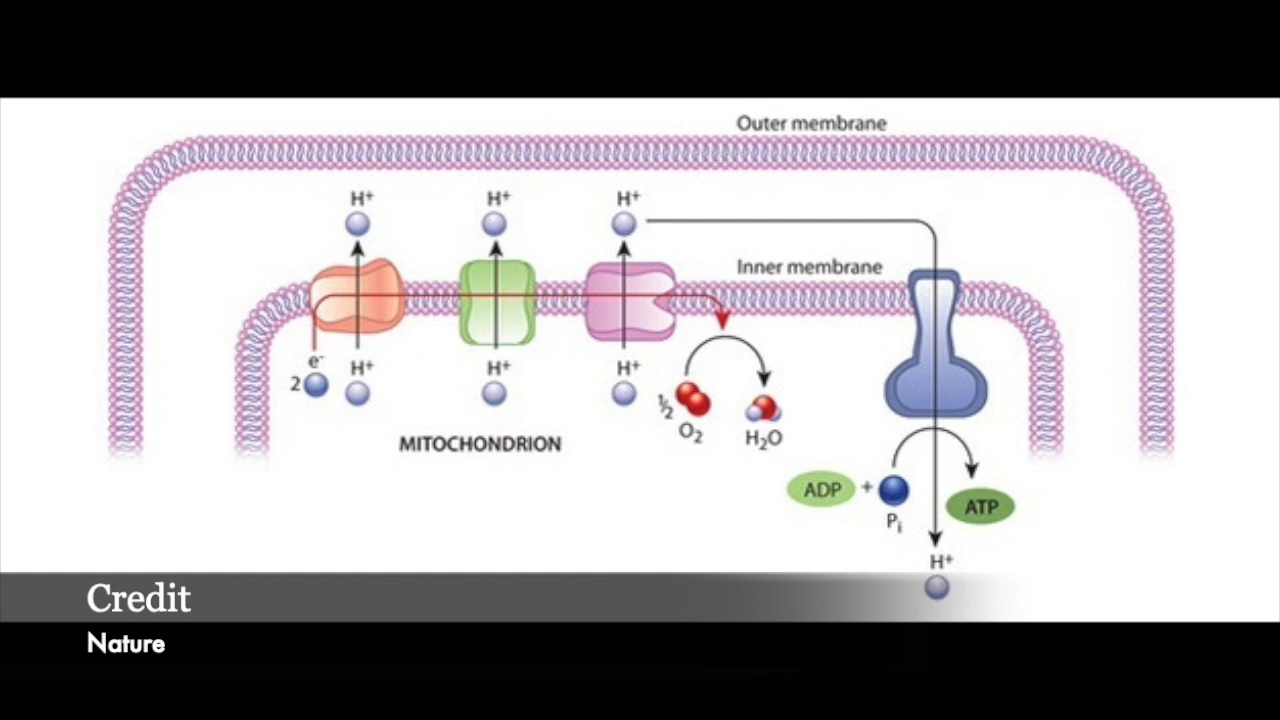 Outer membrane
H⁺ H⁺ H⁺
Inner membrane
e⁻
2
H⁺ H⁺ H⁺
½
O₂ H₂O
MITOCHONDRION
ADP + Pᵢ ATP
H⁺
Credit
Nature